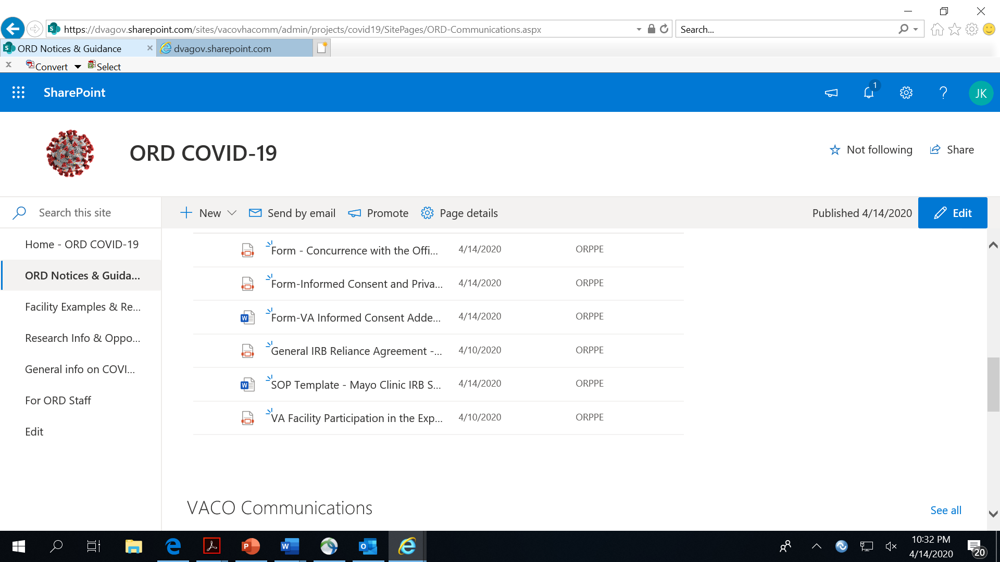 https://dvagov.sharepoint.com/sites/vacovhacomm/admin/projects/covid19/SitePages/ORD-Communications.aspx
Search...
ORD Notices & Guidance
dvagov.sharepoint.com
x Convert Select
SharePoint
1
JK
ORD COVID-19
Not following
Share
Search this site
New
Send by email
Promote
Page details
Published 4/14/2020
Edit
Home - ORD COVID-19
ORD Notices & Guida...
Facility Examples & Re...
Research Info & Oppo...
General info on COVI...
For ORD Staff
Edit
Form - Concurrence with the Offi... 4/14/2020 ORPPE
Form-Informed Consent and Priva... 4/14/2020 ORPPE
Form-VA Informed Consent Adde... 4/14/2020 ORPPE
General IRB Reliance Agreement -... 4/10/2020 ORPPE
SOP Template - Mayo Clinic IRB S... 4/14/2020 ORPPE
VA Facility Participation in the Exp... 4/10/2020 ORPPE
VACO Communications
See all
10:32 PM
4/14/2020
20